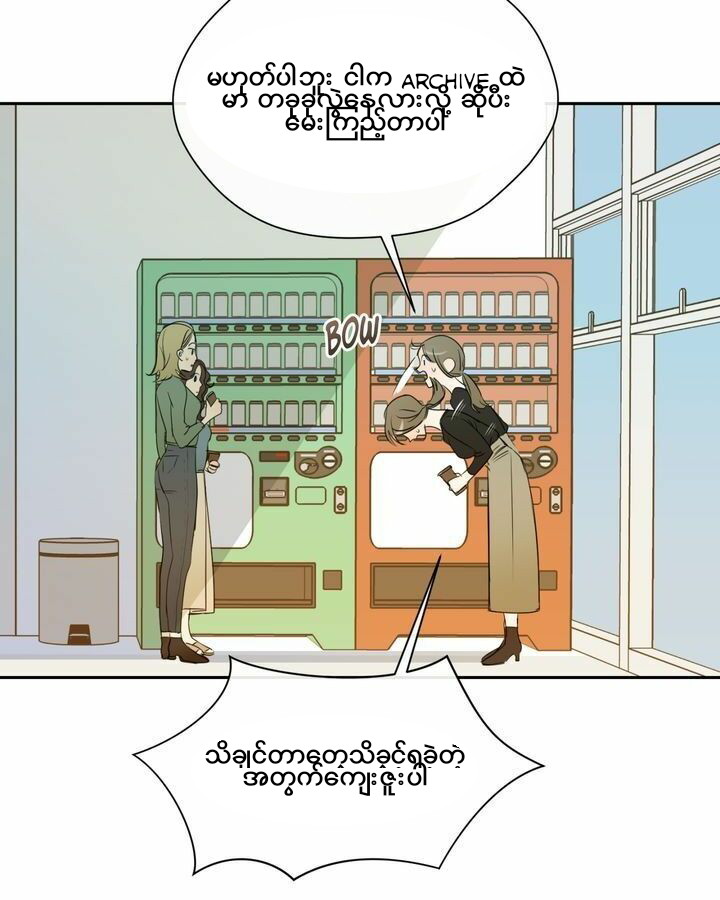 မဟုတ်ပါဘူး ငါက ARCHIVE ထဲ
မာ တခုခုလွဲနေလားလို့ ဆိုပီး
မေးကြည့်တာပါ
BOW
သိချင်တာတေသိခွင့်ရခဲ့တဲ့
အတွက်ကျေးဇူးပါ